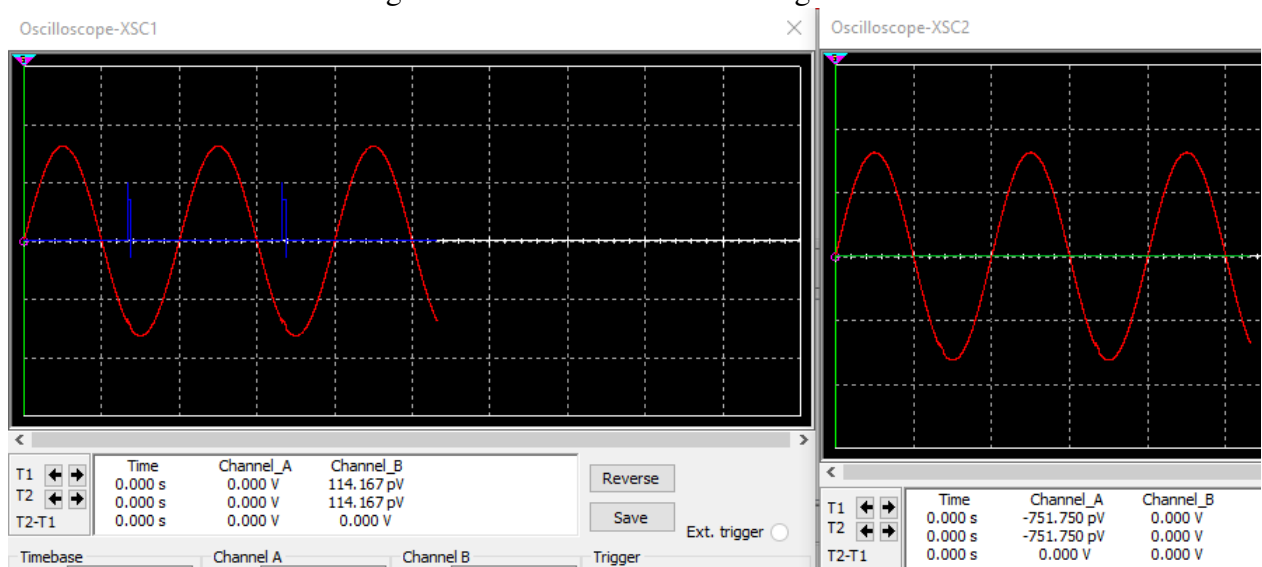 Oscilloscope-XSC1
T1
T2
T2-T1
Time Channel_A Channel_B
0.000 s 0.000 V 114.167 pV
0.000 s 0.000 V 114.167 pV
0.000 s 0.000 V 0.000 V
Reverse
Save
Ext. trigger
Timebase Channel A Channel B Trigger
Oscilloscope-XSC2
T1
T2
T2-T1
Time Channel_A Channel_B
0.000 s -751.750 pV 0.000 V
0.000 s -751.750 pV 0.000 V
0.000 s 0.000 V 0.000 V